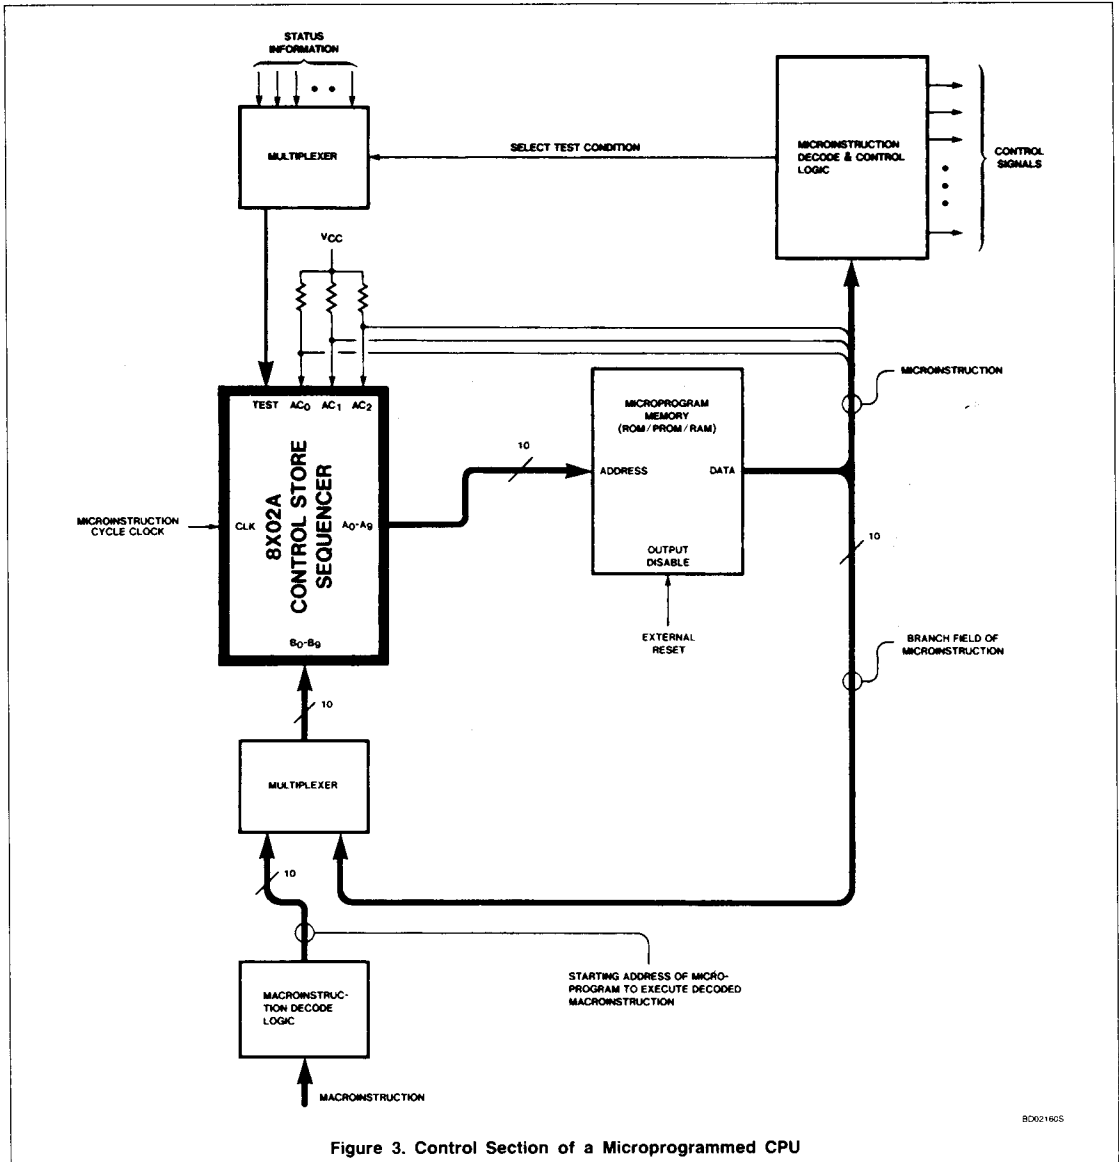 STATUS
INFORMATION
MULTIPLEXER
SELECT TEST CONDITION
MICROINSTRUCTION
DECODE & CONTROL
LOGIC
CONTROL
SIGNALS
VCC
TEST AC0 AC1 AC2
MICROINSTRUCTION
CYCLE CLOCK
CLK
8X02A
CONTROL STORE
SEQUENCER
A0-A9
B0-B9
10
MICROPROGRAM
MEMORY
(ROM/PROM/RAM)
ADDRESS
DATA
OUTPUT
DISABLE
EXTERNAL
RESET
MICROINSTRUCTION
10
BRANCH FIELD OF
MICROINSTRUCTION
10
MULTIPLEXER
10
STARTING ADDRESS OF MICRO-
PROGRAM TO EXECUTE DECODED
MACROINSTRUCTION
MACROINSTRUC-
TION DECODE
LOGIC
MACROINSTRUCTION
BD02160S
Figure 3. Control Section of a Microprogrammed CPU